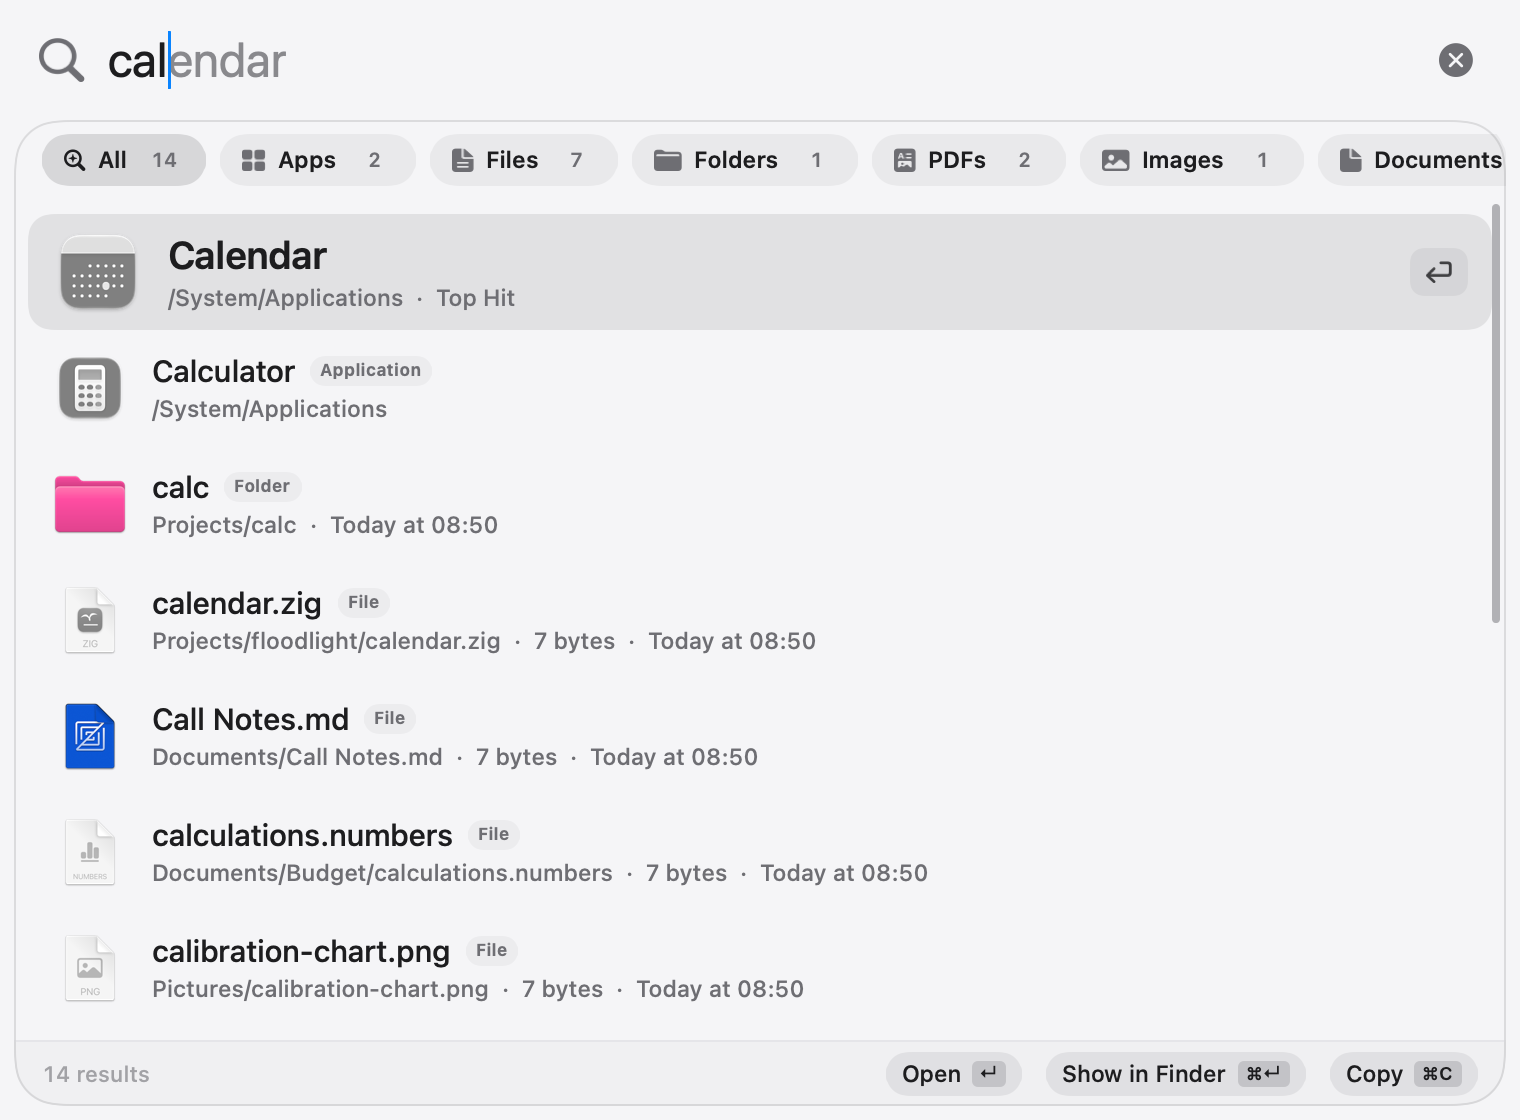 calendar
All 14 Apps 2 Files 7 Folders 1 PDFs 2 Images 1 Documents
Calendar
/System/Applications · Top Hit
Calculator Application
/System/Applications
calc Folder
Projects/calc · Today at 08:50
calendar.zig File
ZIG
Projects/floodlight/calendar.zig · 7 bytes · Today at 08:50
Call Notes.md File
Documents/Call Notes.md · 7 bytes · Today at 08:50
calculations.numbers File
NUMBERS
Documents/Budget/calculations.numbers · 7 bytes · Today at 08:50
calibration-chart.png File
PNG
Pictures/calibration-chart.png · 7 bytes · Today at 08:50
14 results Open ↵ Show in Finder ⌘↵ Copy ⌘C